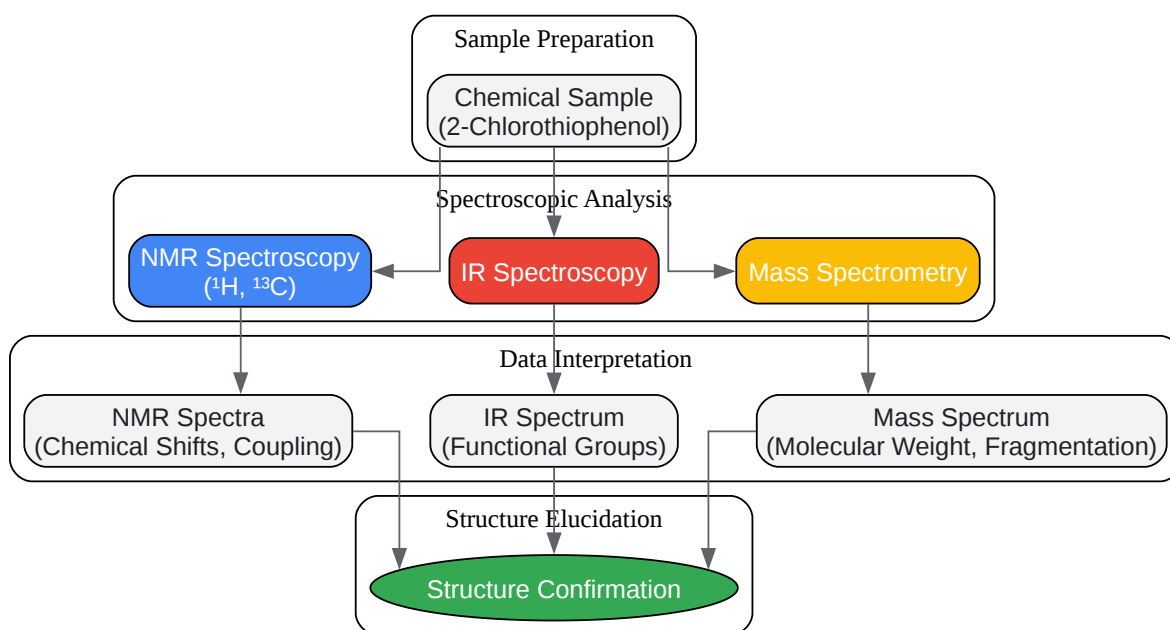 Sample Preparation
Chemical Sample
(2-Chlorothiophenol)
Spectroscopic Analysis
NMR Spectroscopy
(¹H, ¹³C)
IR Spectroscopy
Mass Spectrometry
Data Interpretation
NMR Spectra
(Chemical Shifts, Coupling)
IR Spectrum
(Functional Groups)
Mass Spectrum
(Molecular Weight, Fragmentation)
Structure Elucidation
Structure Confirmation